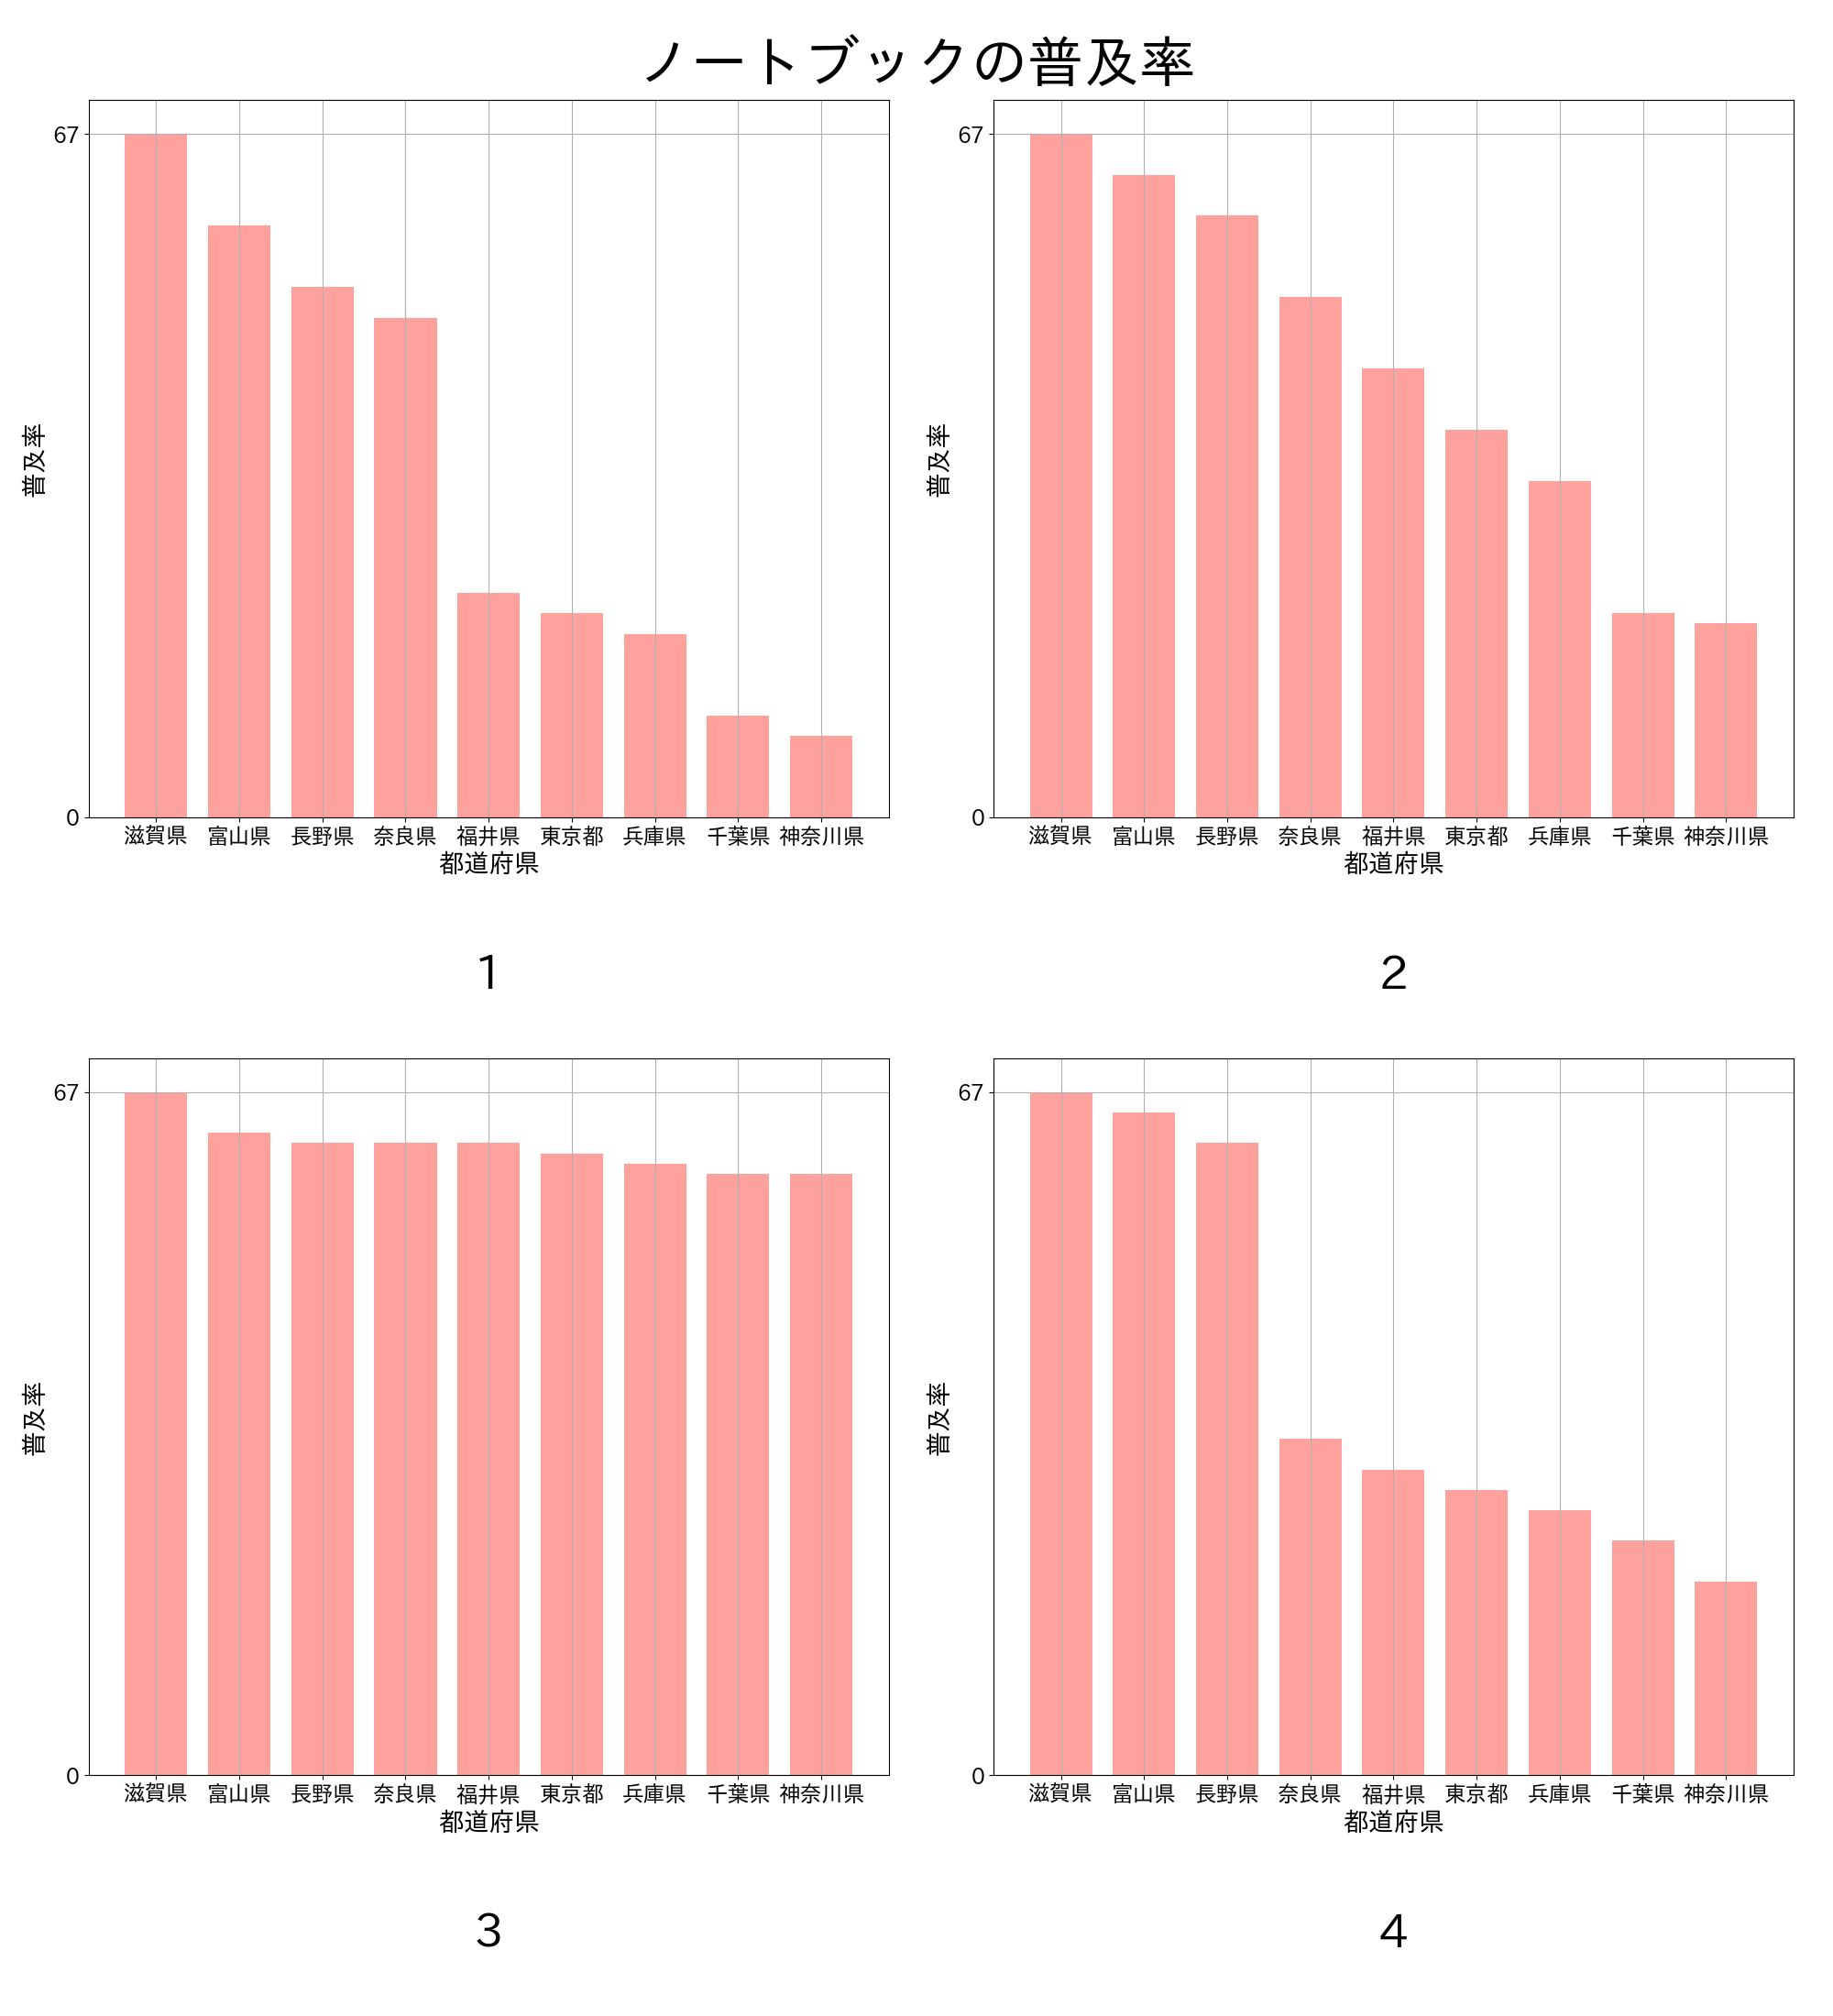 ノートブックの普及率
67
0
普及率
滋賀県 富山県 長野県 奈良県 福井県 東京都 兵庫県 千葉県 神奈川県
都道府県
1
67
0
普及率
滋賀県 富山県 長野県 奈良県 福井県 東京都 兵庫県 千葉県 神奈川県
都道府県
2
67
0
普及率
滋賀県 富山県 長野県 奈良県 福井県 東京都 兵庫県 千葉県 神奈川県
都道府県
3
67
0
普及率
滋賀県 富山県 長野県 奈良県 福井県 東京都 兵庫県 千葉県 神奈川県
都道府県
4